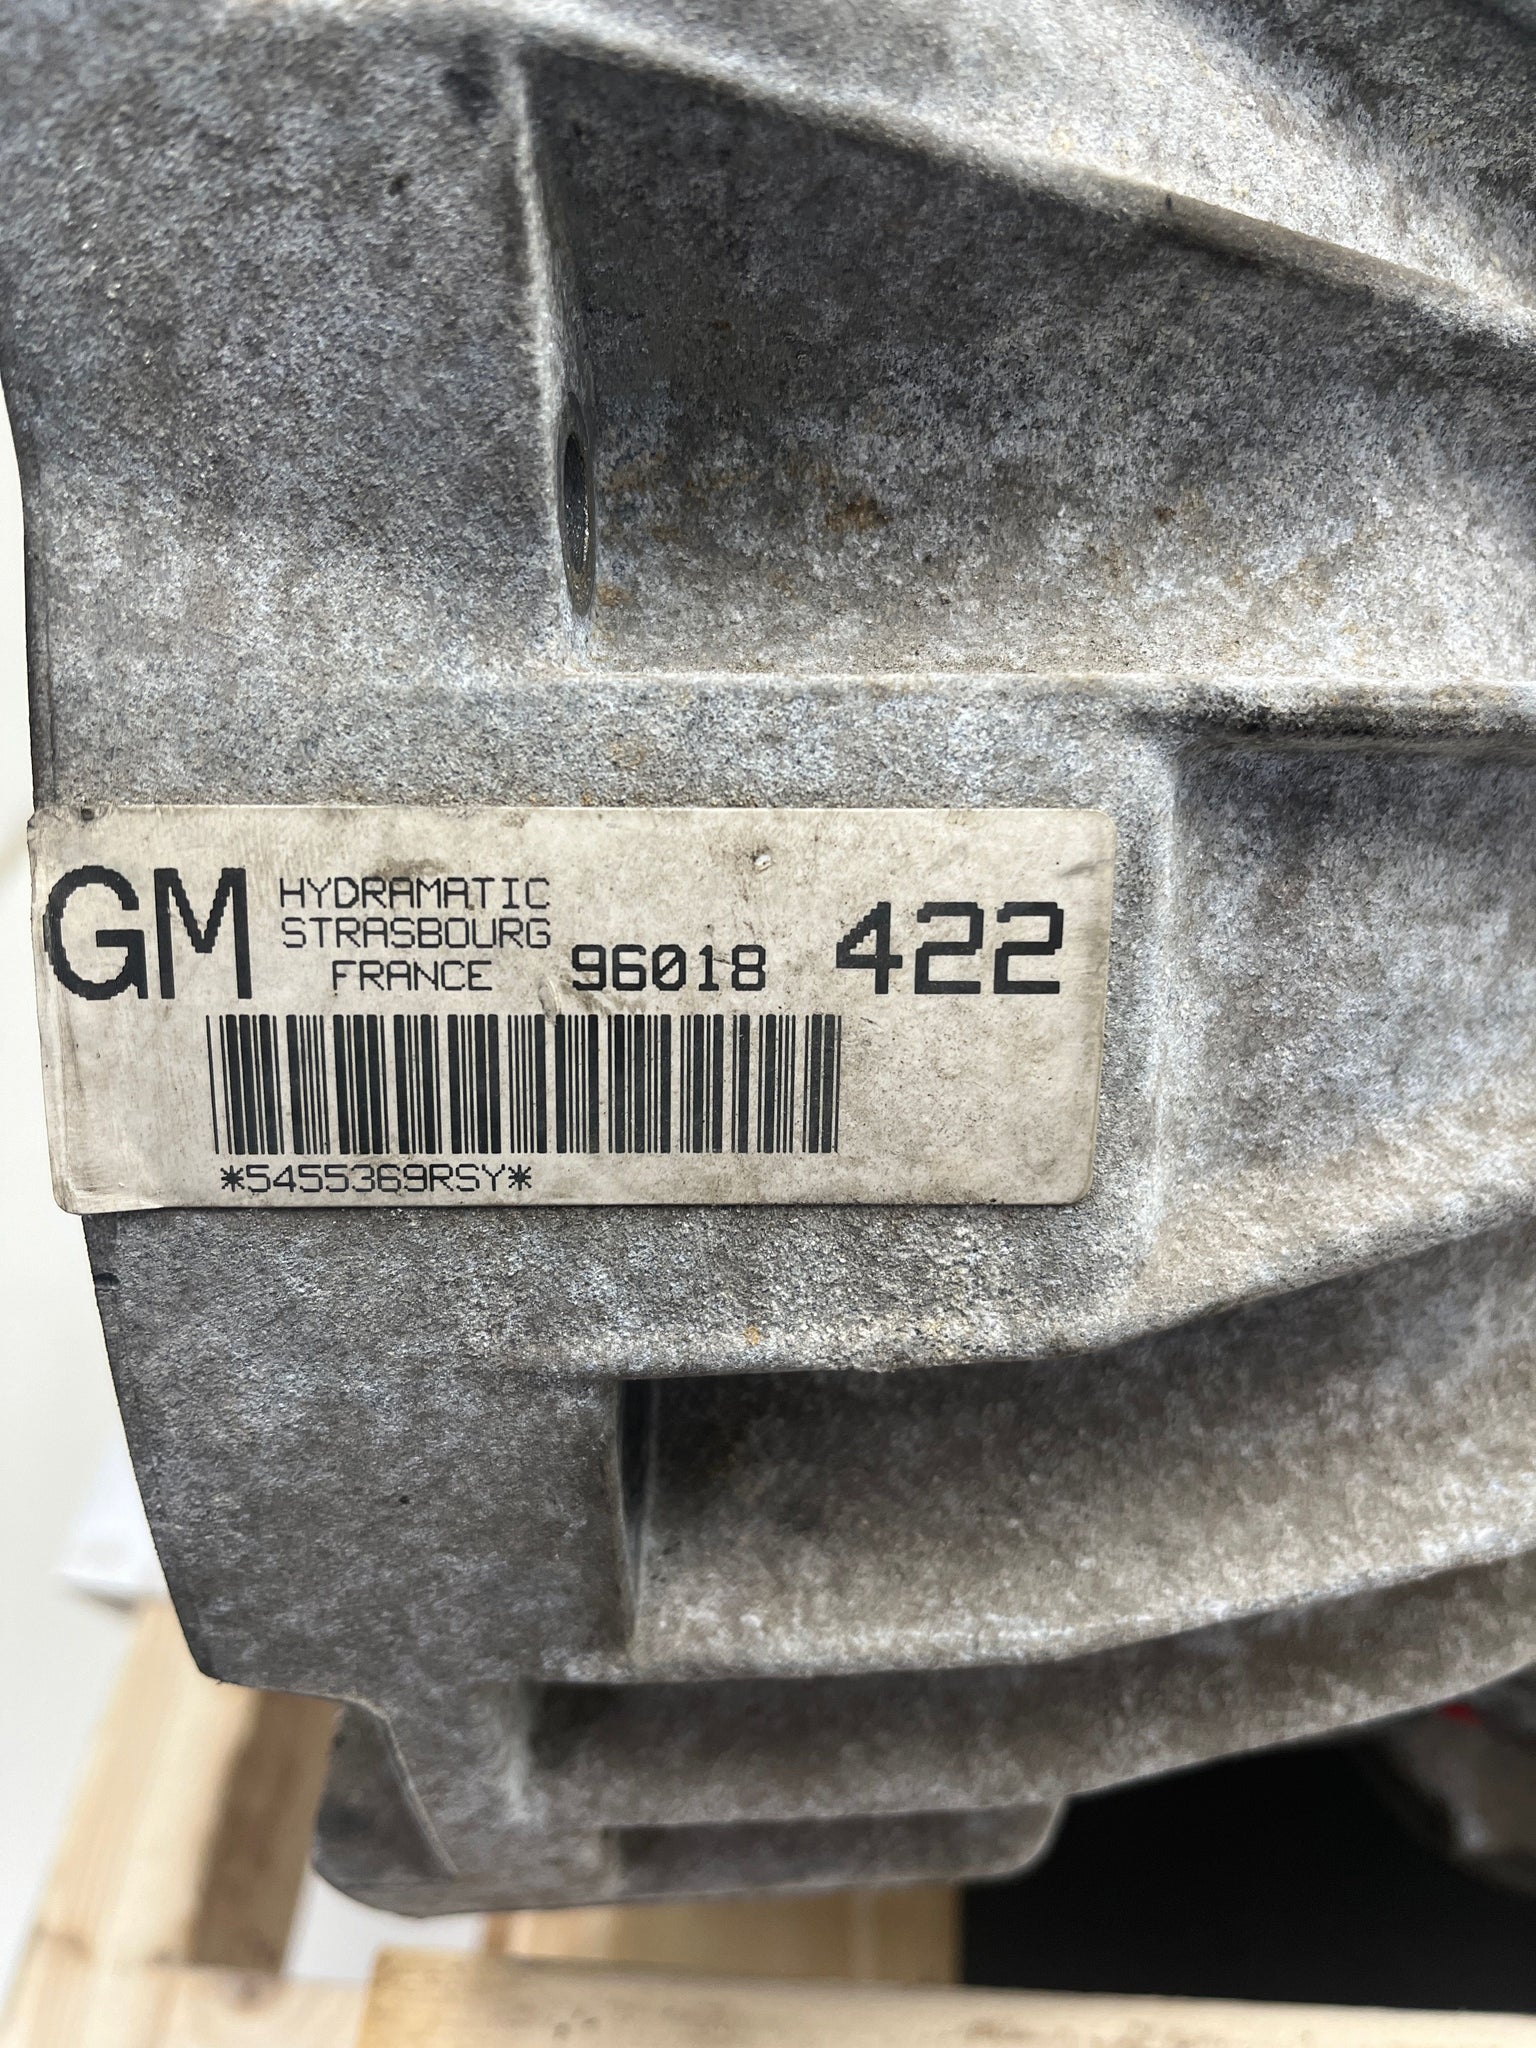 GM HYDRAMATIC
STRASBOURG
FRANCE 96018 422
*5455369RSY*